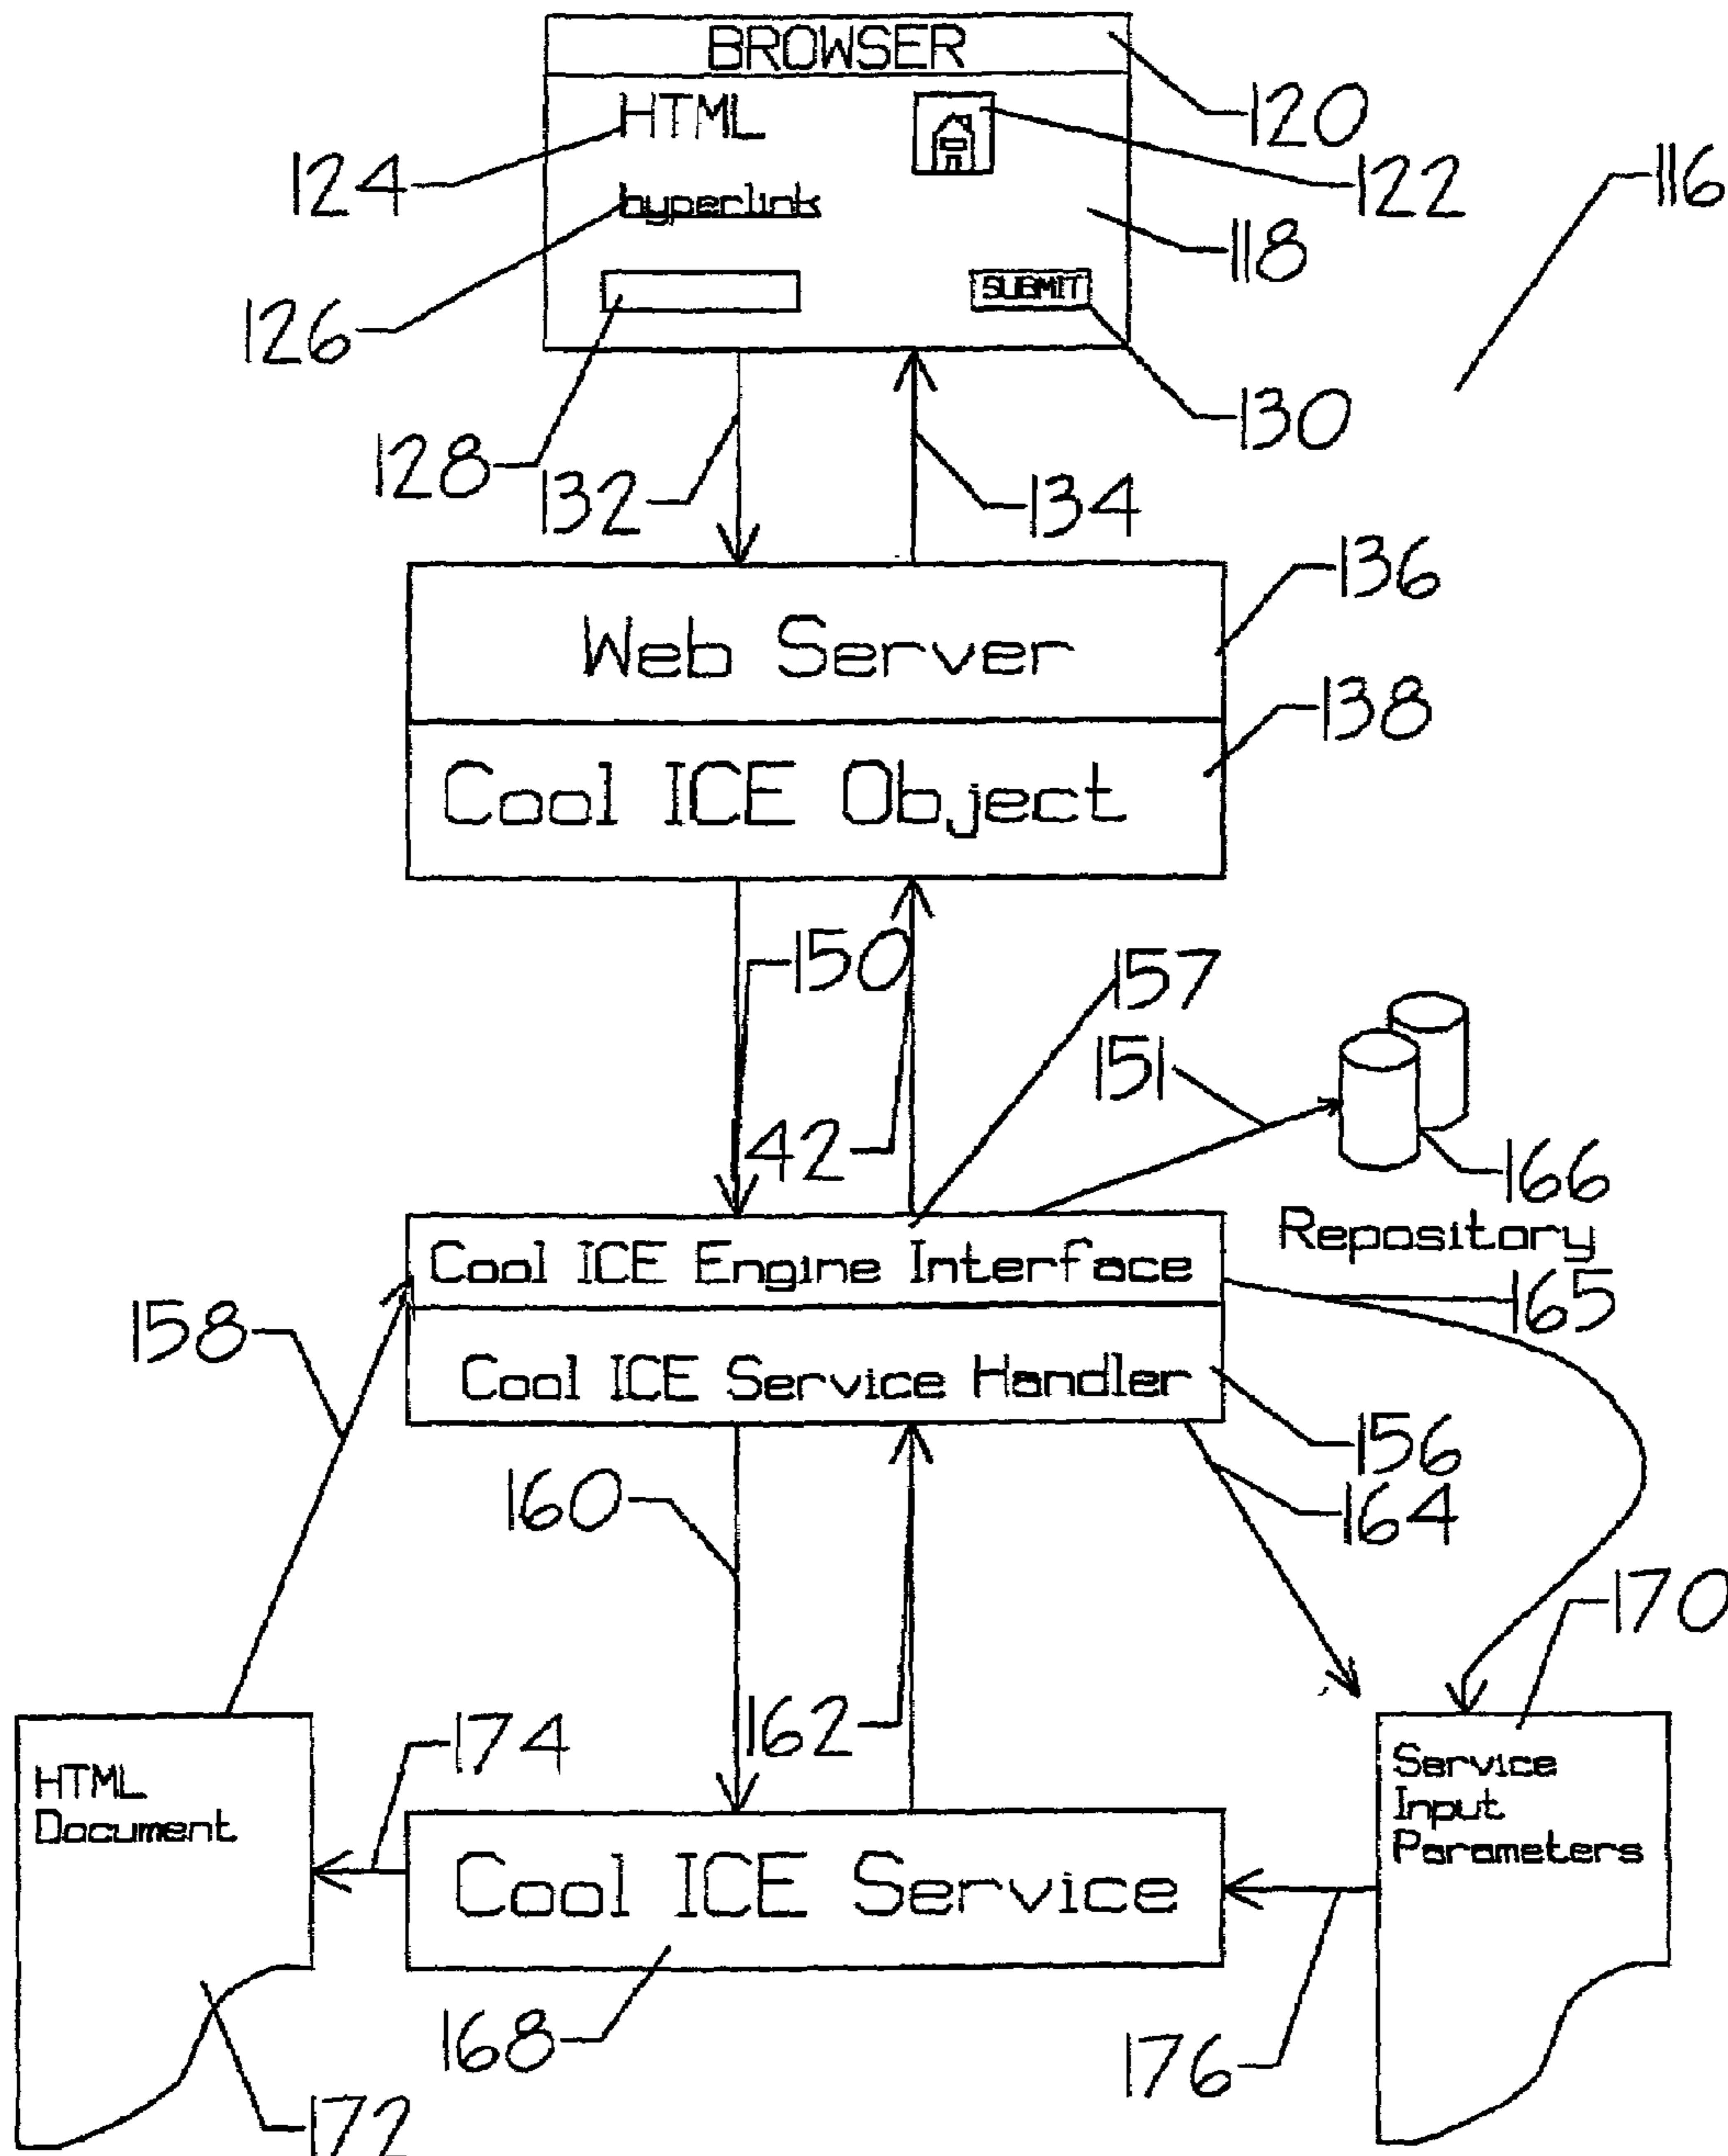 BROWSER
120
HTML
124
122
116
hyperlink
118
126
SUBMIT
130
128
132
134
136
Web Server
138
Cool ICE Object
150
157
151
42
166
Repository
Cool ICE Engine Interface
165
158
Cool ICE Service Handler
156
160
164
170
162
174
HTML
Document
Service
Input
Parameters
Cool ICE Service
168
176
172